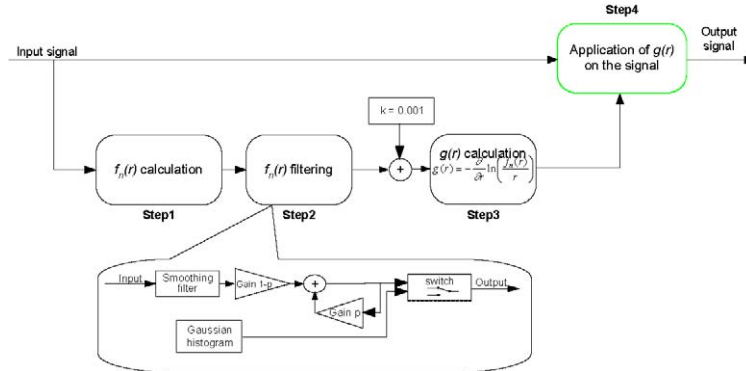 Step4
Input signal
Output
signal
Application of g(r)
on the signal
k = 0.001
fn(r) calculation
fn(r) filtering
+
g(r) calculation
g(r) = -∂/∂r ln(fn(r)/r)
Step1
Step2
Step3
Input
Smoothing
filter
Gain 1-p
+
switch
Output
Gain p
Gaussian
histogram